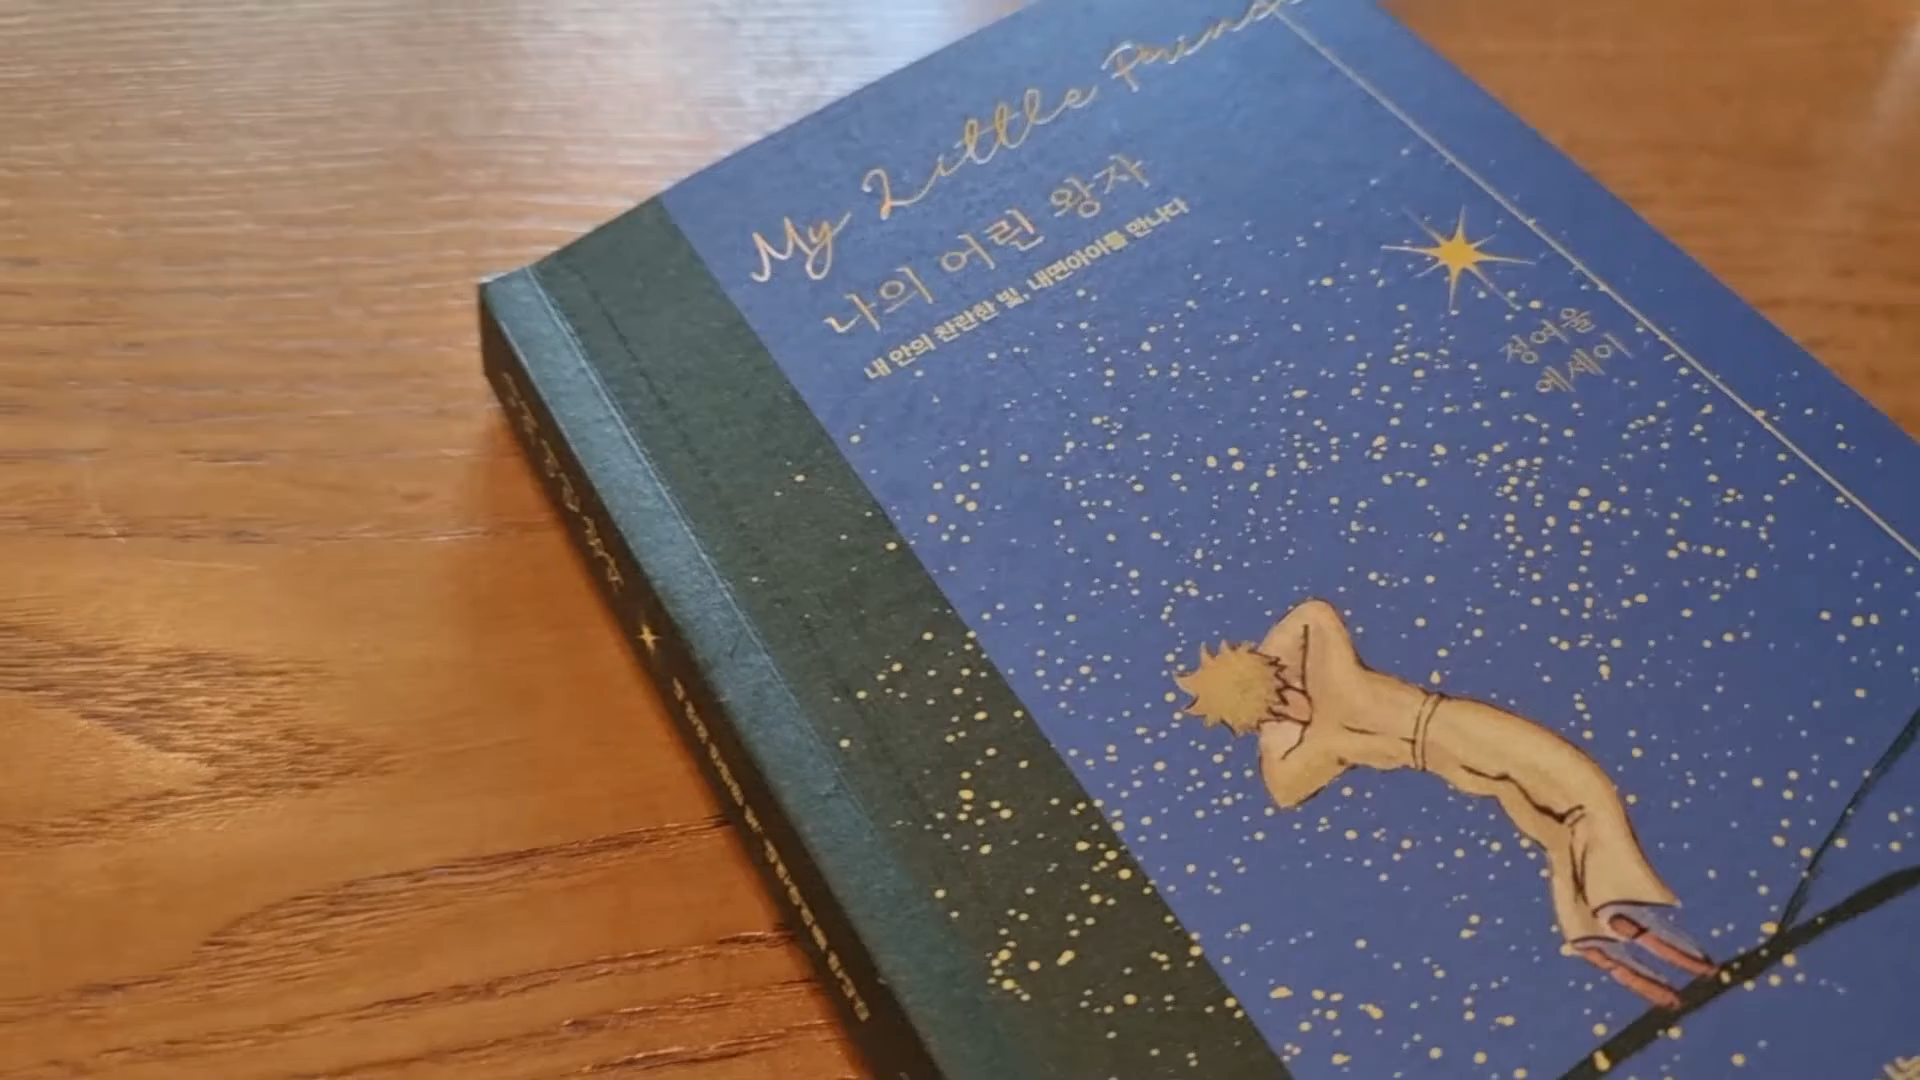 My Little Prince
나의 어린 왕자
내 안의 찬란한 빛, 내면아이를 만나다
정여울
에세이